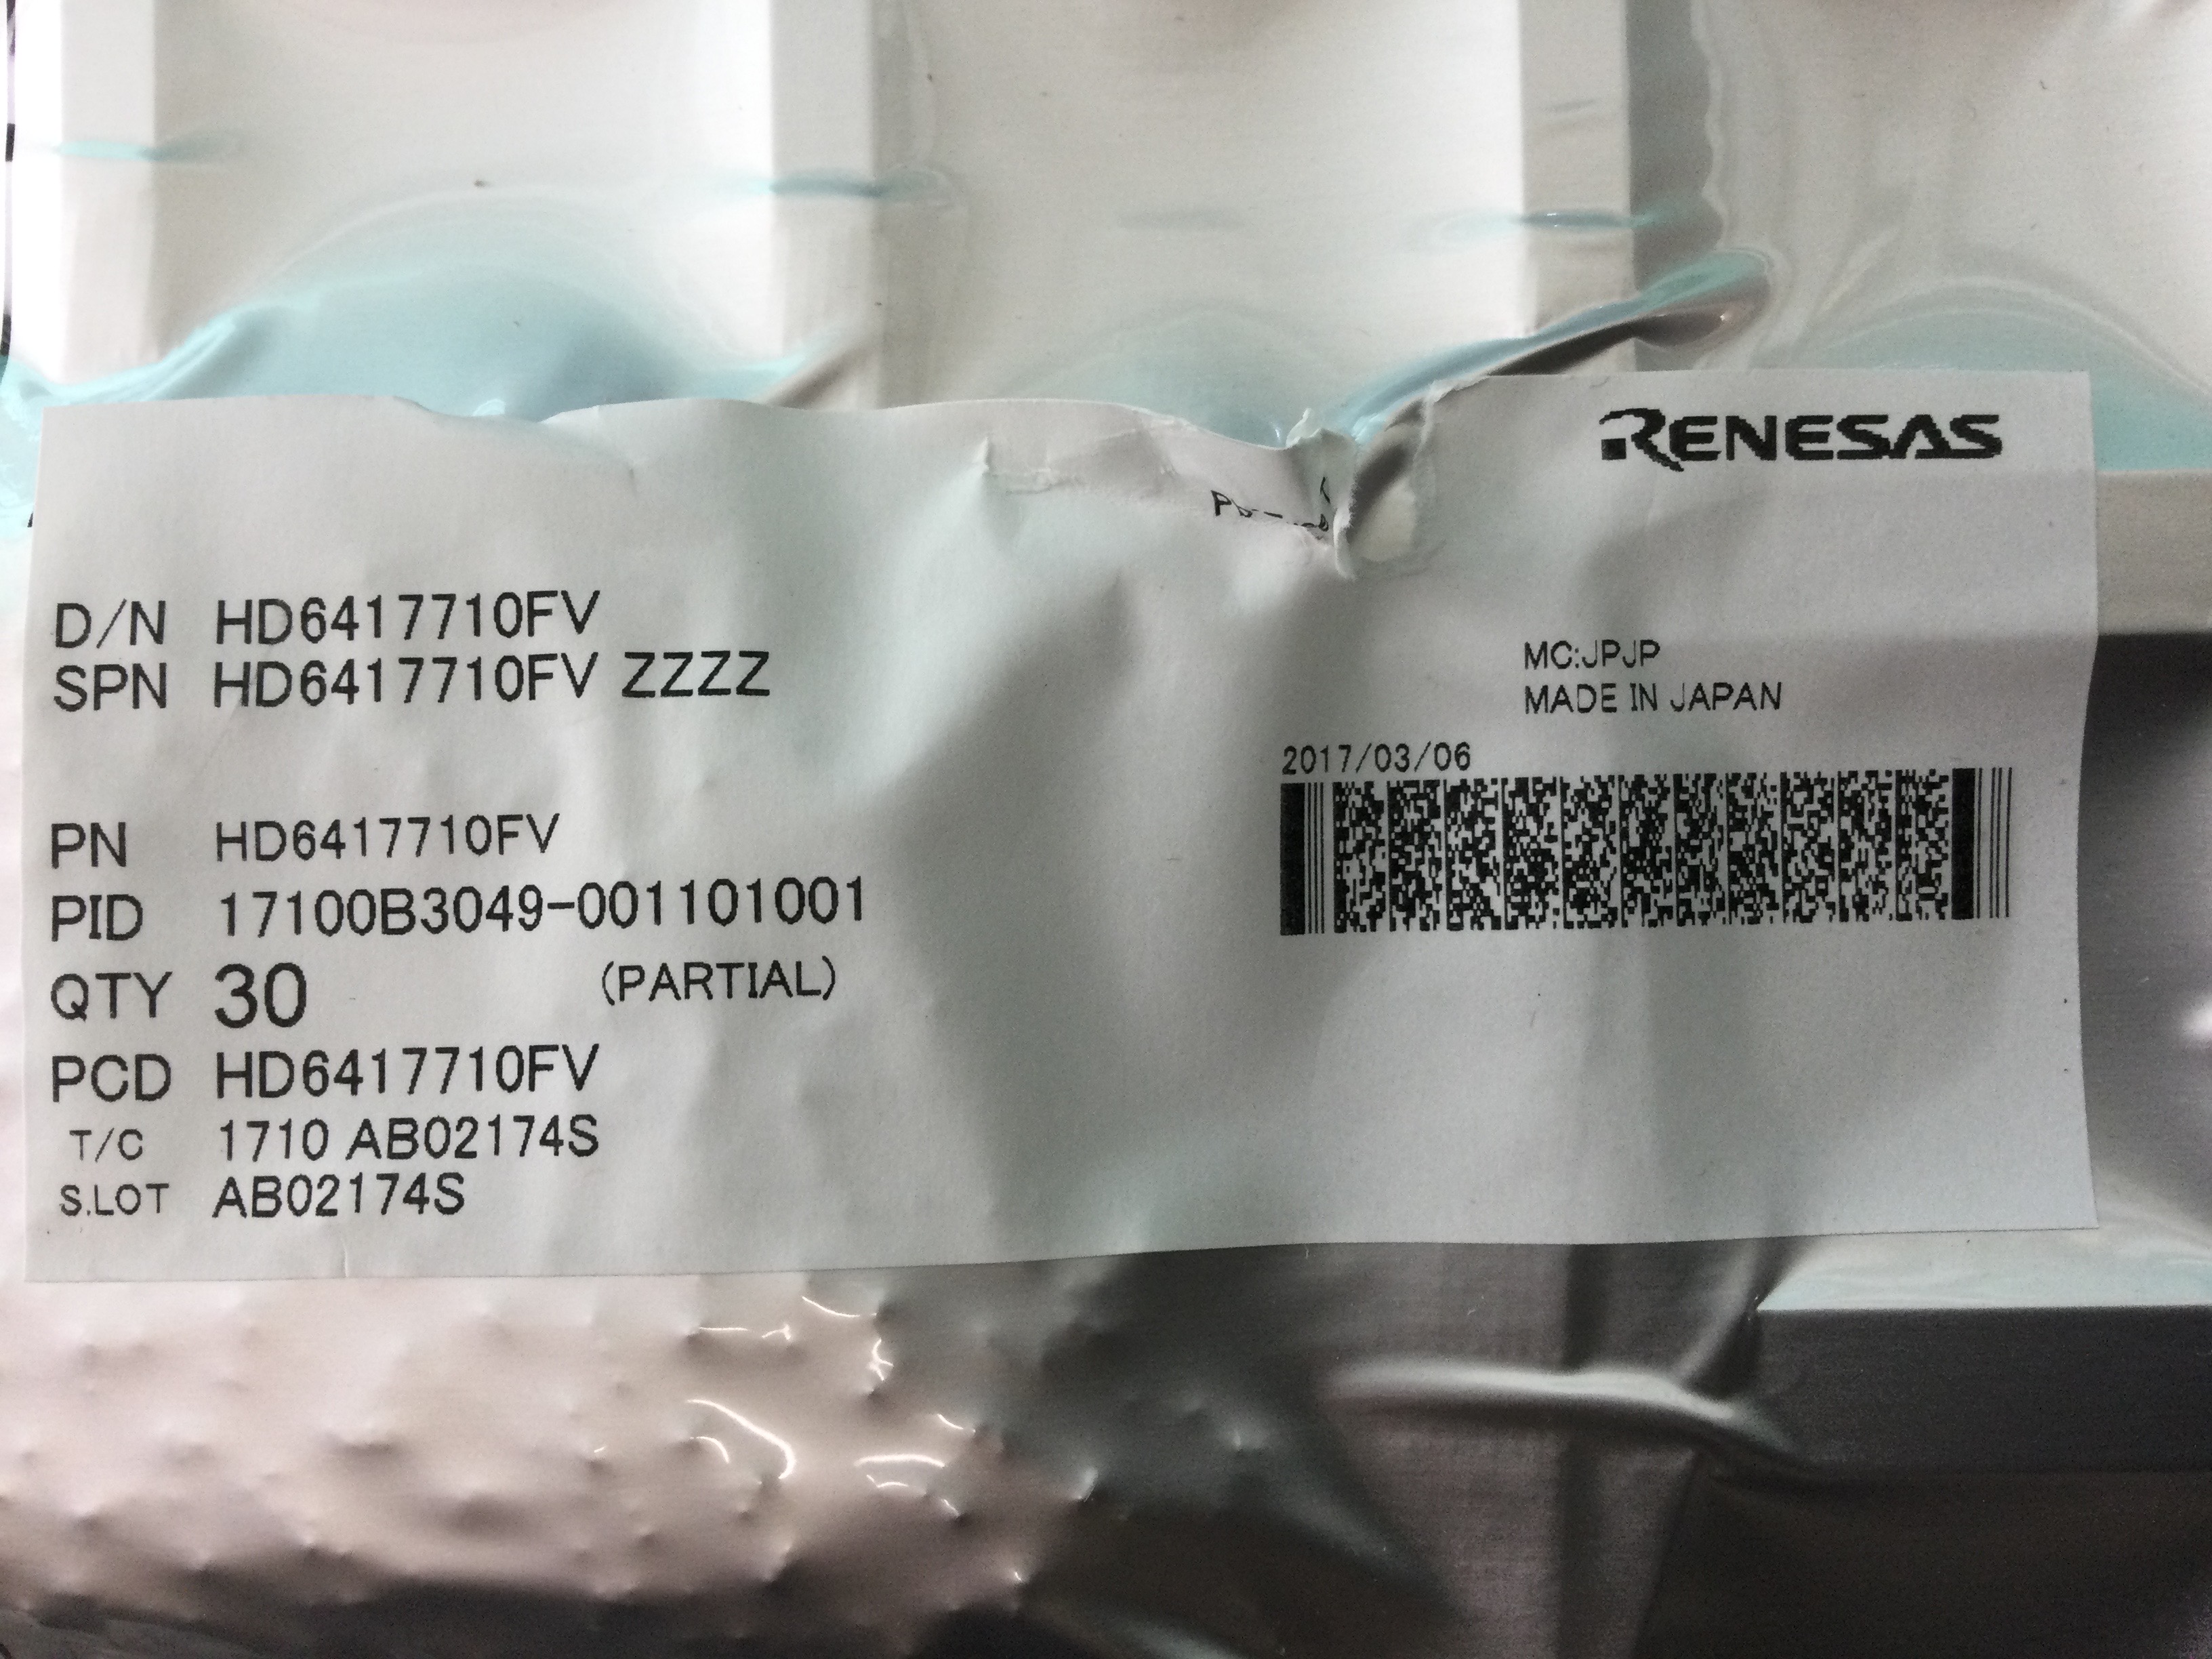 RENESAS
D/N HD6417710FV
SPN HD6417710FV ZZZZ
MC:JPJP
MADE IN JAPAN
2017/03/06
PN HD6417710FV
PID 17100B3049-001101001
QTY 30 (PARTIAL)
PCD HD6417710FV
T/C 1710 AB02174S
S.LOT AB02174S